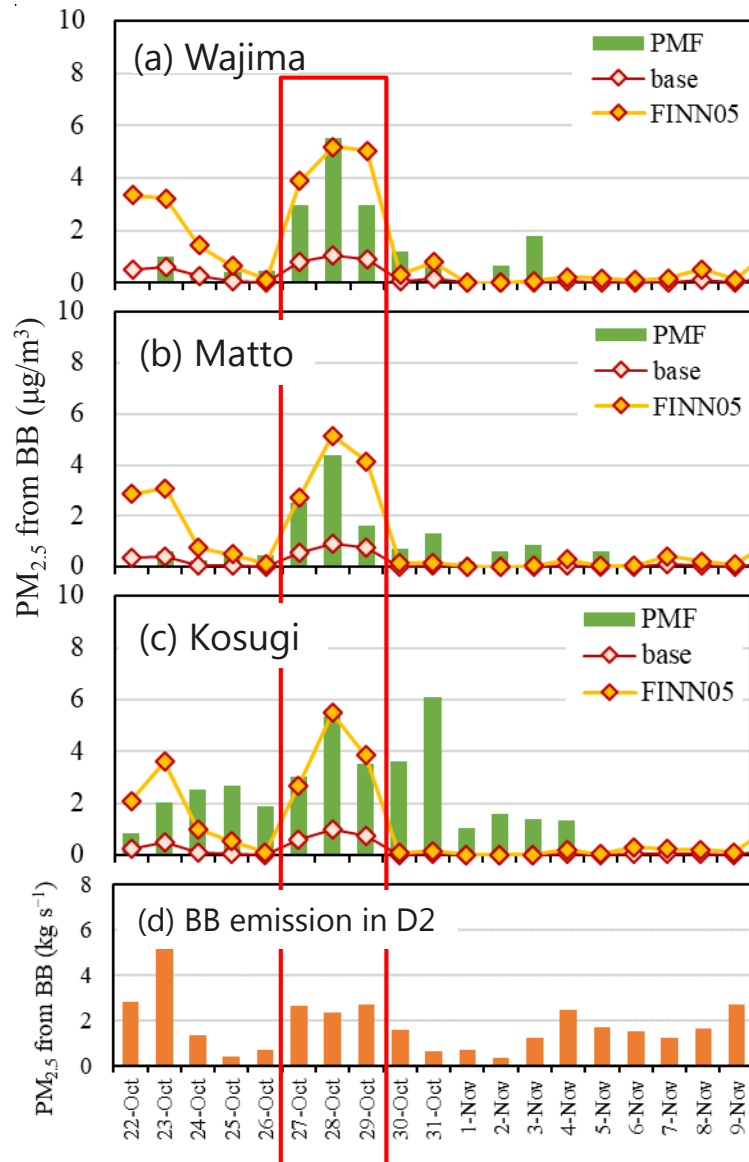 10
(a) Wajima
PMF
base
FINN05
8
6
4
2
0
10
(b) Matto
PMF
base
FINN05
8
6
4
2
0
10
(c) Kosugi
PMF
base
FINN05
8
6
4
2
0
PM2.5 from BB (µg/m³)
8
(d) BB emission in D2
6
4
2
0
PM2.5 from BB (kg s⁻¹)
22-Oct
23-Oct
24-Oct
25-Oct
26-Oct
27-Oct
28-Oct
29-Oct
30-Oct
31-Oct
1-Nov
2-Nov
3-Nov
4-Nov
5-Nov
6-Nov
7-Nov
8-Nov
9-Nov